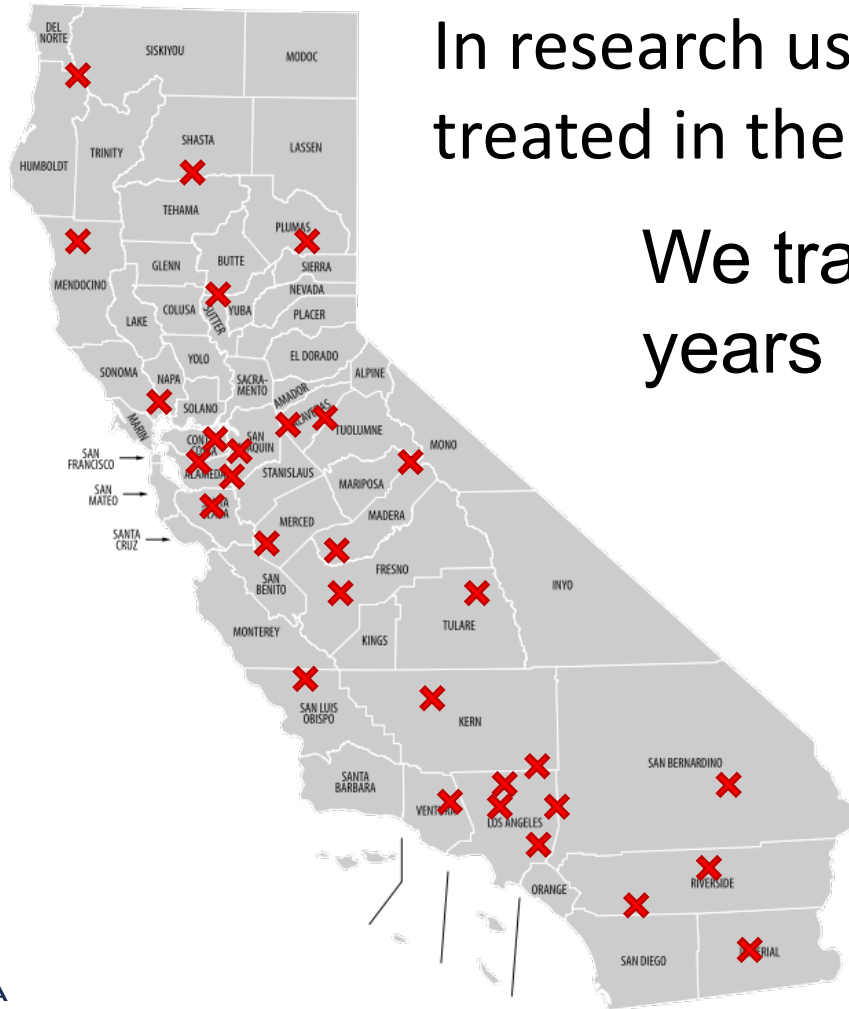 In research us
treated in the
We tra
years
DEL
NORTE
SISKIYOU
MODOC
HUMBOLDT
TRINITY
SHASTA
LASSEN
TEHAMA
PLUMAS
MENDOCINO
GLENN
BUTTE
SIERRA
NEVADA
PLACER
YUBA
SUTTER
COLUSA
LAKE
SONOMA
NAPA
YOLO
SACRA-
MENTO
EL DORADO
ALPINE
AMADOR
SOLANO
MARIN
SAN
TUOLUMNE
MONO
SAN
FRANCISCO
ALAMEDA
STANISLAUS
MARIPOSA
SAN
MATEO
MERCED
MADERA
SANTA
CRUZ
SAN
BENITO
FRESNO
INYO
MONTEREY
KINGS
TULARE
SAN LUIS
OBISPO
KERN
SANTA
BARBARA
SAN BERNARDINO
LOS ANGELES
ORANGE
RIVERSIDE
SAN DIEGO
A